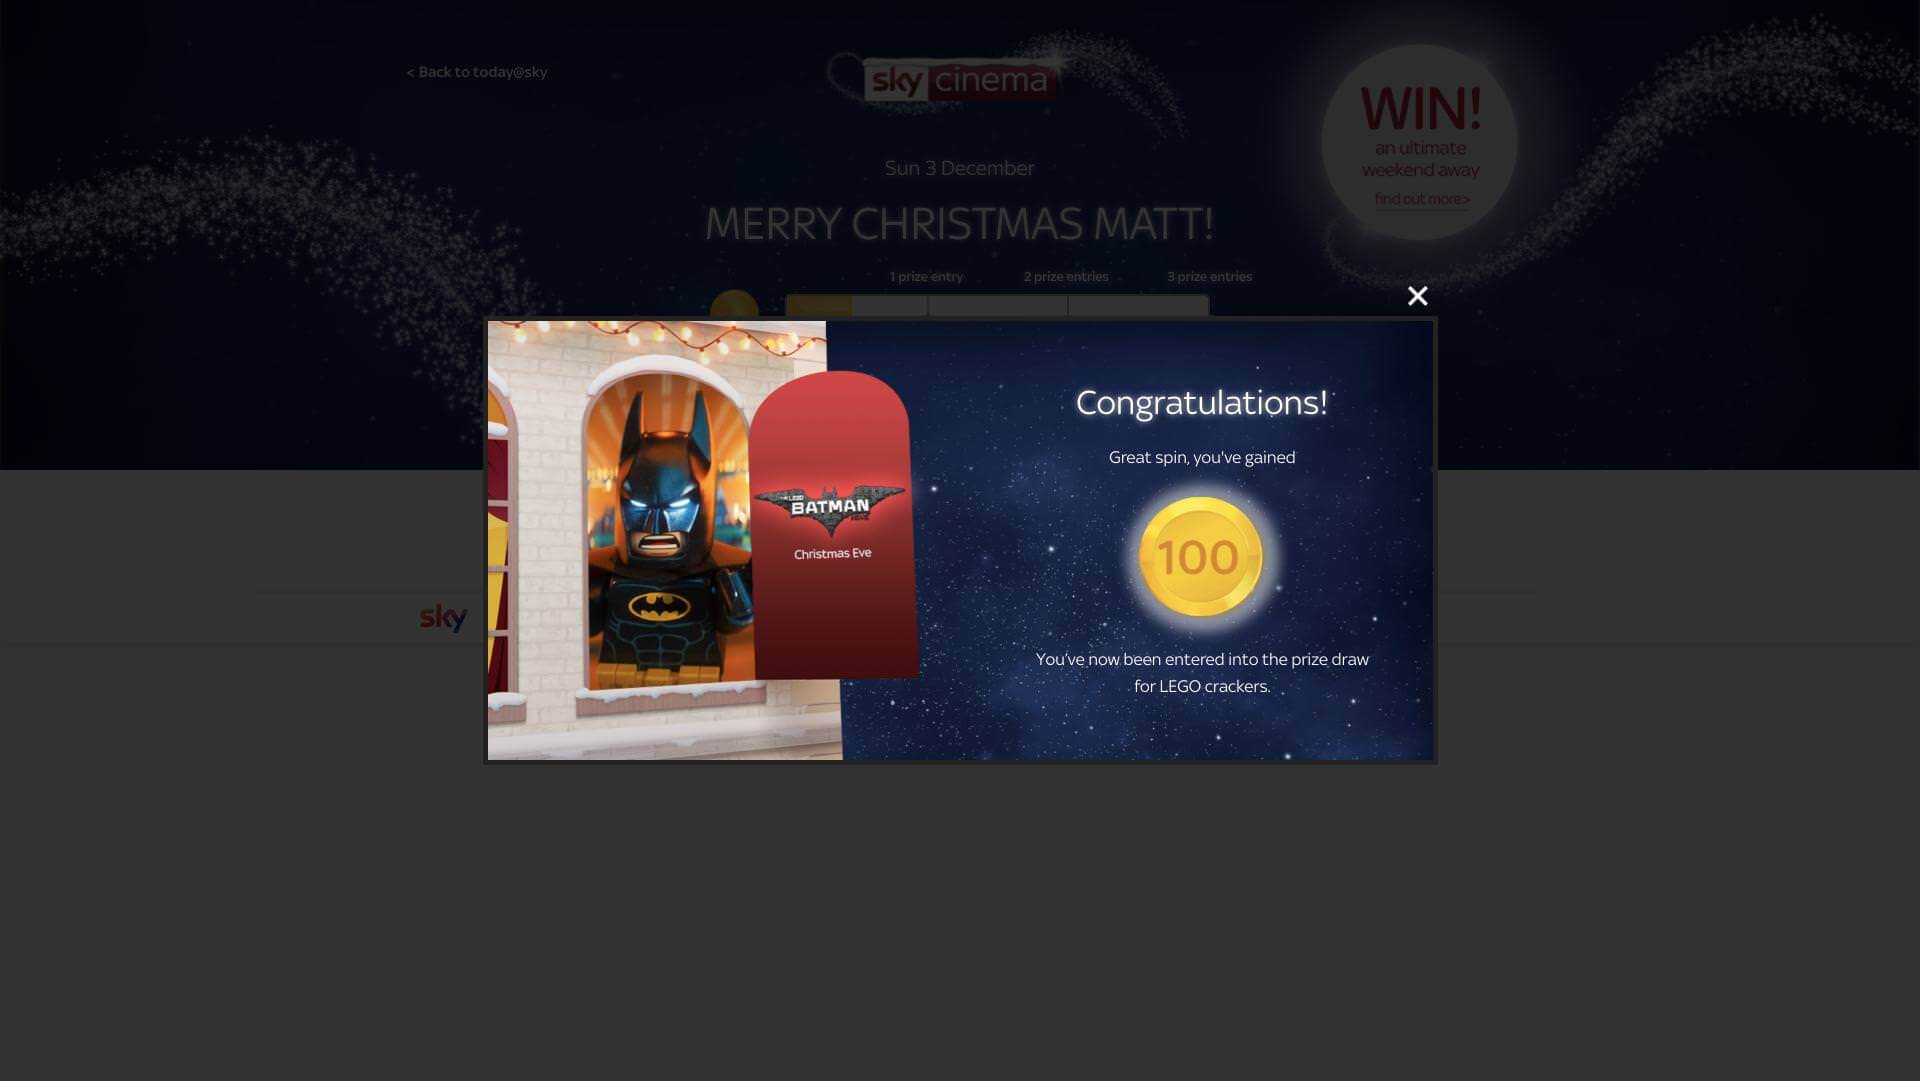 < Back to today@sky
sky cinema
WIN!
an ultimate
weekend away
find out more>
Sun 3 December
MERRY CHRISTMAS MATT!
1 prize entry
2 prize entries
3 prize entries
THE LEGO
BATMAN
MOVIE
Christmas Eve
Congratulations!
Great spin, you've gained
100
You've now been entered into the prize draw
for LEGO crackers.
sky